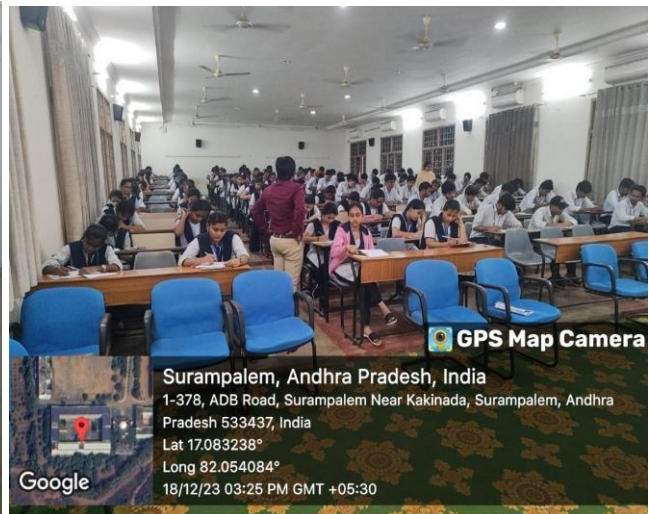 GPS Map Camera
Surampalem, Andhra Pradesh, India
1-378, ADB Road, Surampalem Near Kakinada, Surampalem, Andhra
Pradesh 533437, India
Lat 17.083238°
Long 82.054084°
18/12/23 03:25 PM GMT +05:30
Google